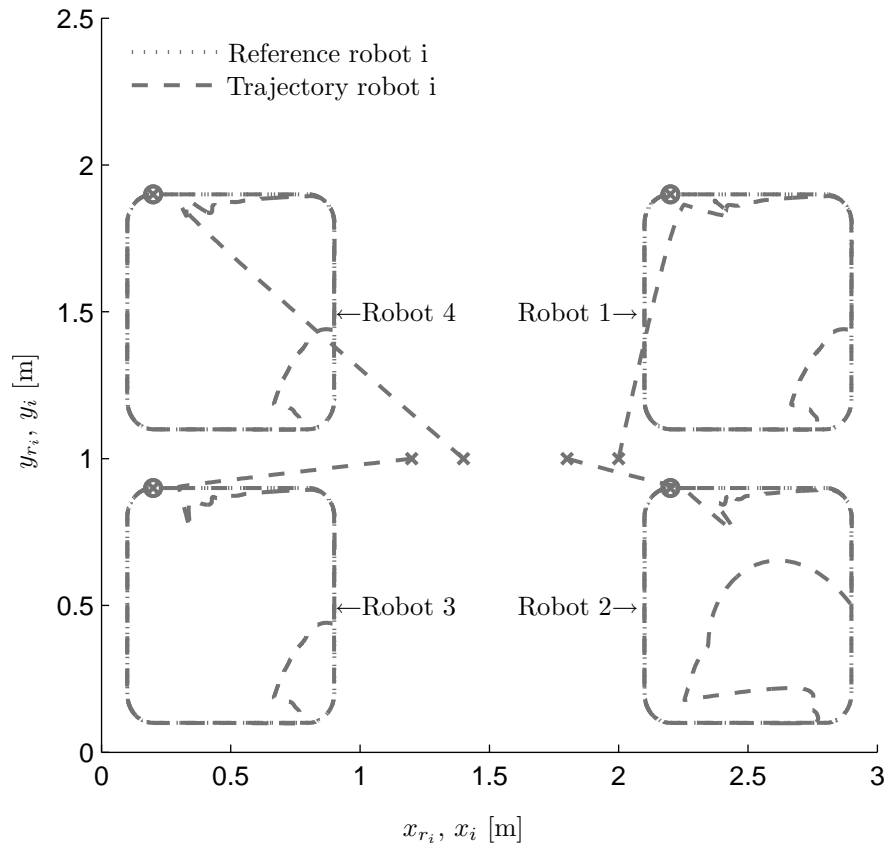 2.5
Reference robot i
Trajectory robot i
2
1.5
←Robot 4
Robot 1→
1
0.5
←Robot 3
Robot 2→
0
0 0.5 1 1.5 2 2.5 3
y_{r_i}, y_i [m]
x_{r_i}, x_i [m]